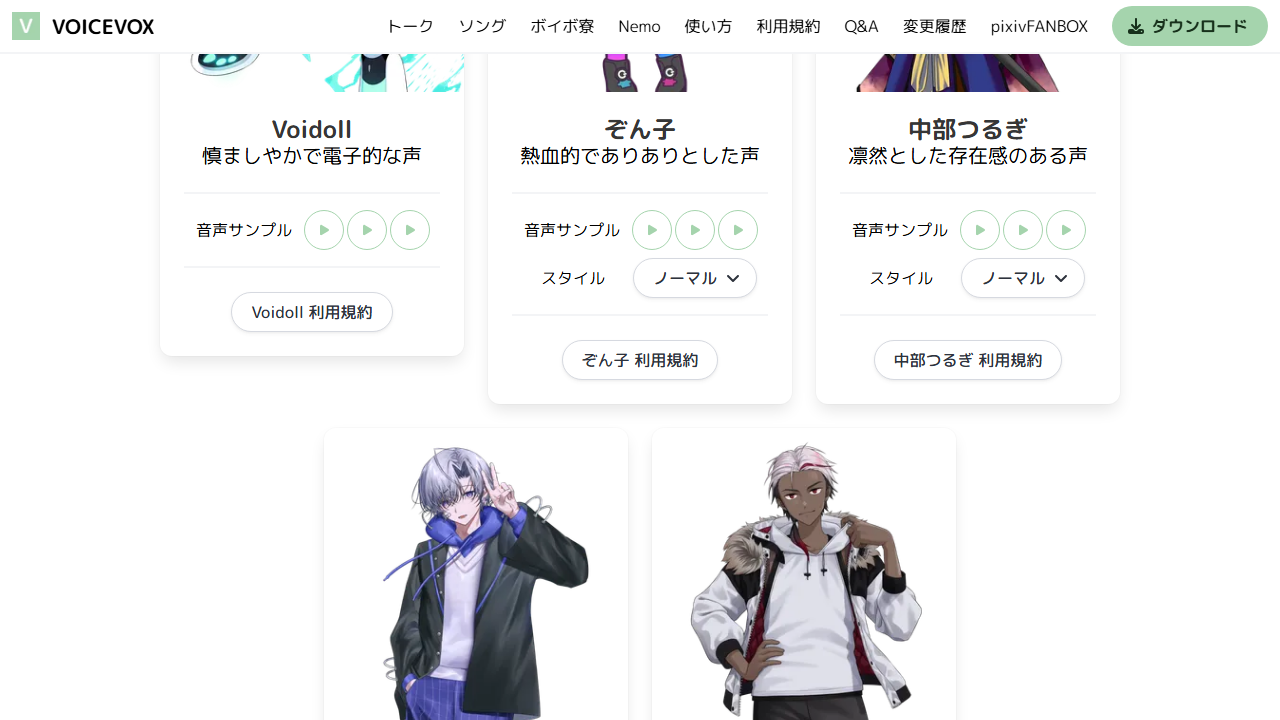 V VOICEVOX トーク ソング ボイボ寮 Nemo 使い方 利用規約 Q&A 変更履歴 pixivFANBOX ダウンロード
Voidoll
慎ましやかで電子的な声
音声サンプル
Voidoll 利用規約
ぞん子
熱血的でありありとした声
音声サンプル
スタイル ノーマル
ぞん子 利用規約
中部つるぎ
凛然とした存在感のある声
音声サンプル
スタイル ノーマル
中部つるぎ 利用規約